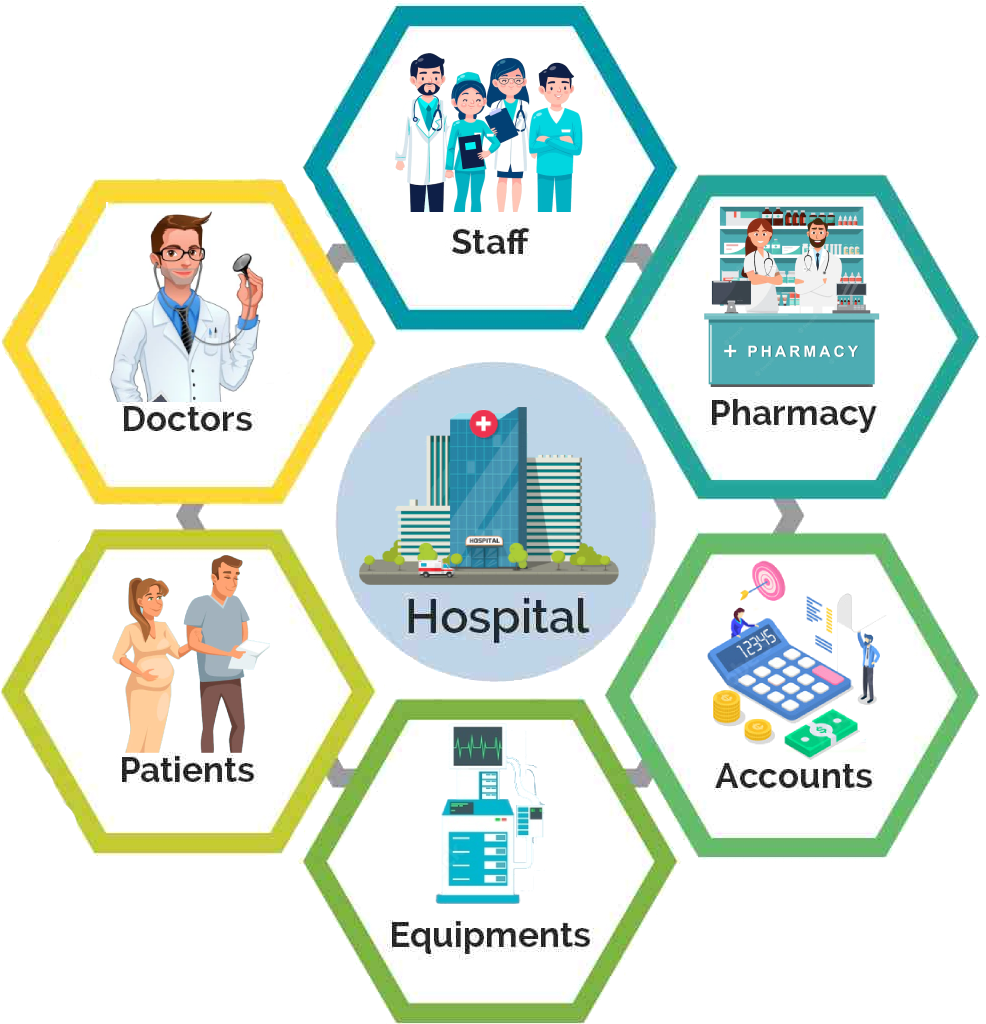 Staff
Doctors
+ PHARMACY
Pharmacy
HOSPITAL
Hospital
Patients
12345
Accounts
Equipments